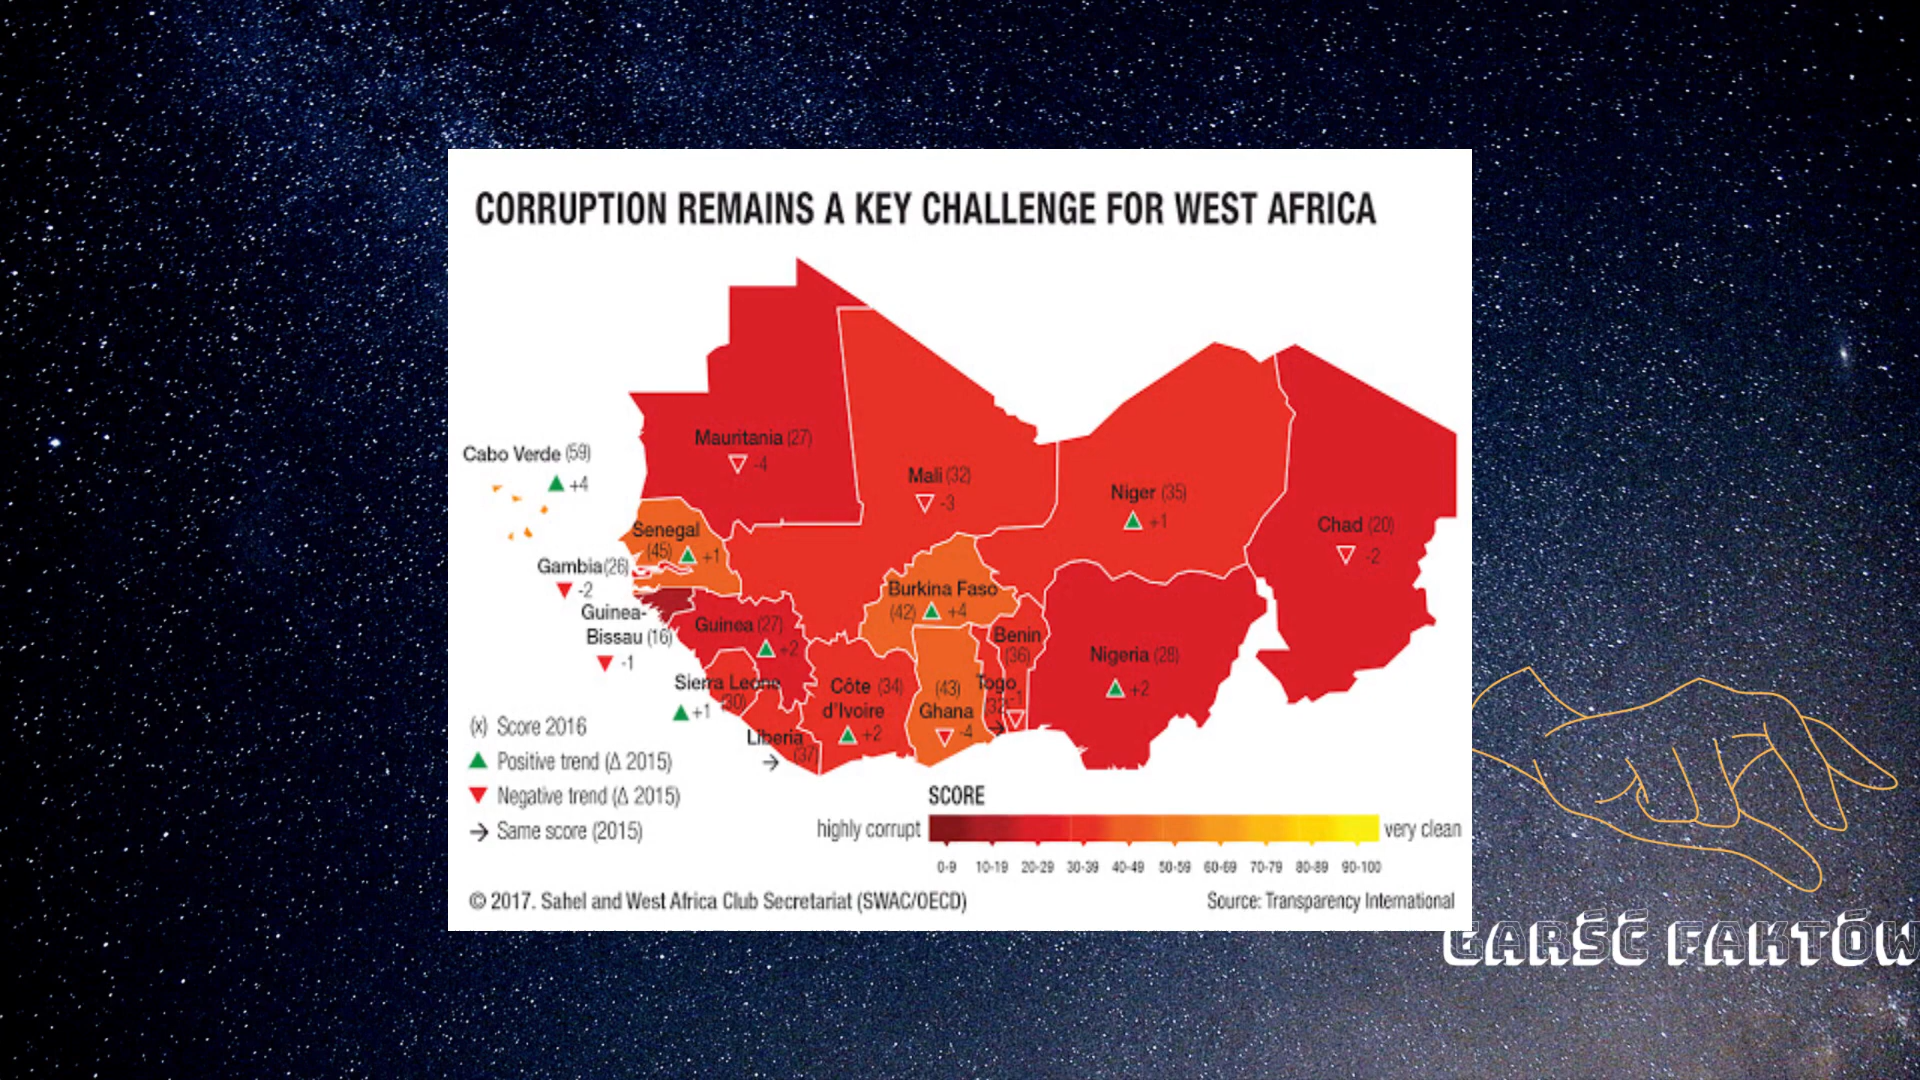 CORRUPTION REMAINS A KEY CHALLENGE FOR WEST AFRICA
Mauritania (27)
-4
Cabo Verde (59)
+4
Mali (32)
-3
Niger (35)
+1
Chad (20)
-2
Senegal
(45) +1
Gambia(26)
-2
Guinea-
Bissau (16)
-1
Burkina Faso
(42) +4
Guinea (27)
+2
Benin
(36)
-1
Nigeria (28)
+2
Sierra Leone
(30)
+1
Côte (34)
d'Ivoire
+2
(43)
Ghana
-4
Togo
(32)
Liberia
(37)
(x) Score 2016
Positive trend (Δ 2015)
Negative trend (Δ 2015)
Same score (2015)
SCORE
highly corrupt very clean
0-9 10-19 20-29 30-39 40-49 50-59 60-69 70-79 80-89 90-100
© 2017. Sahel and West Africa Club Secretariat (SWAC/OECD) Source: Transparency International
GARŚĆ FAKTÓW